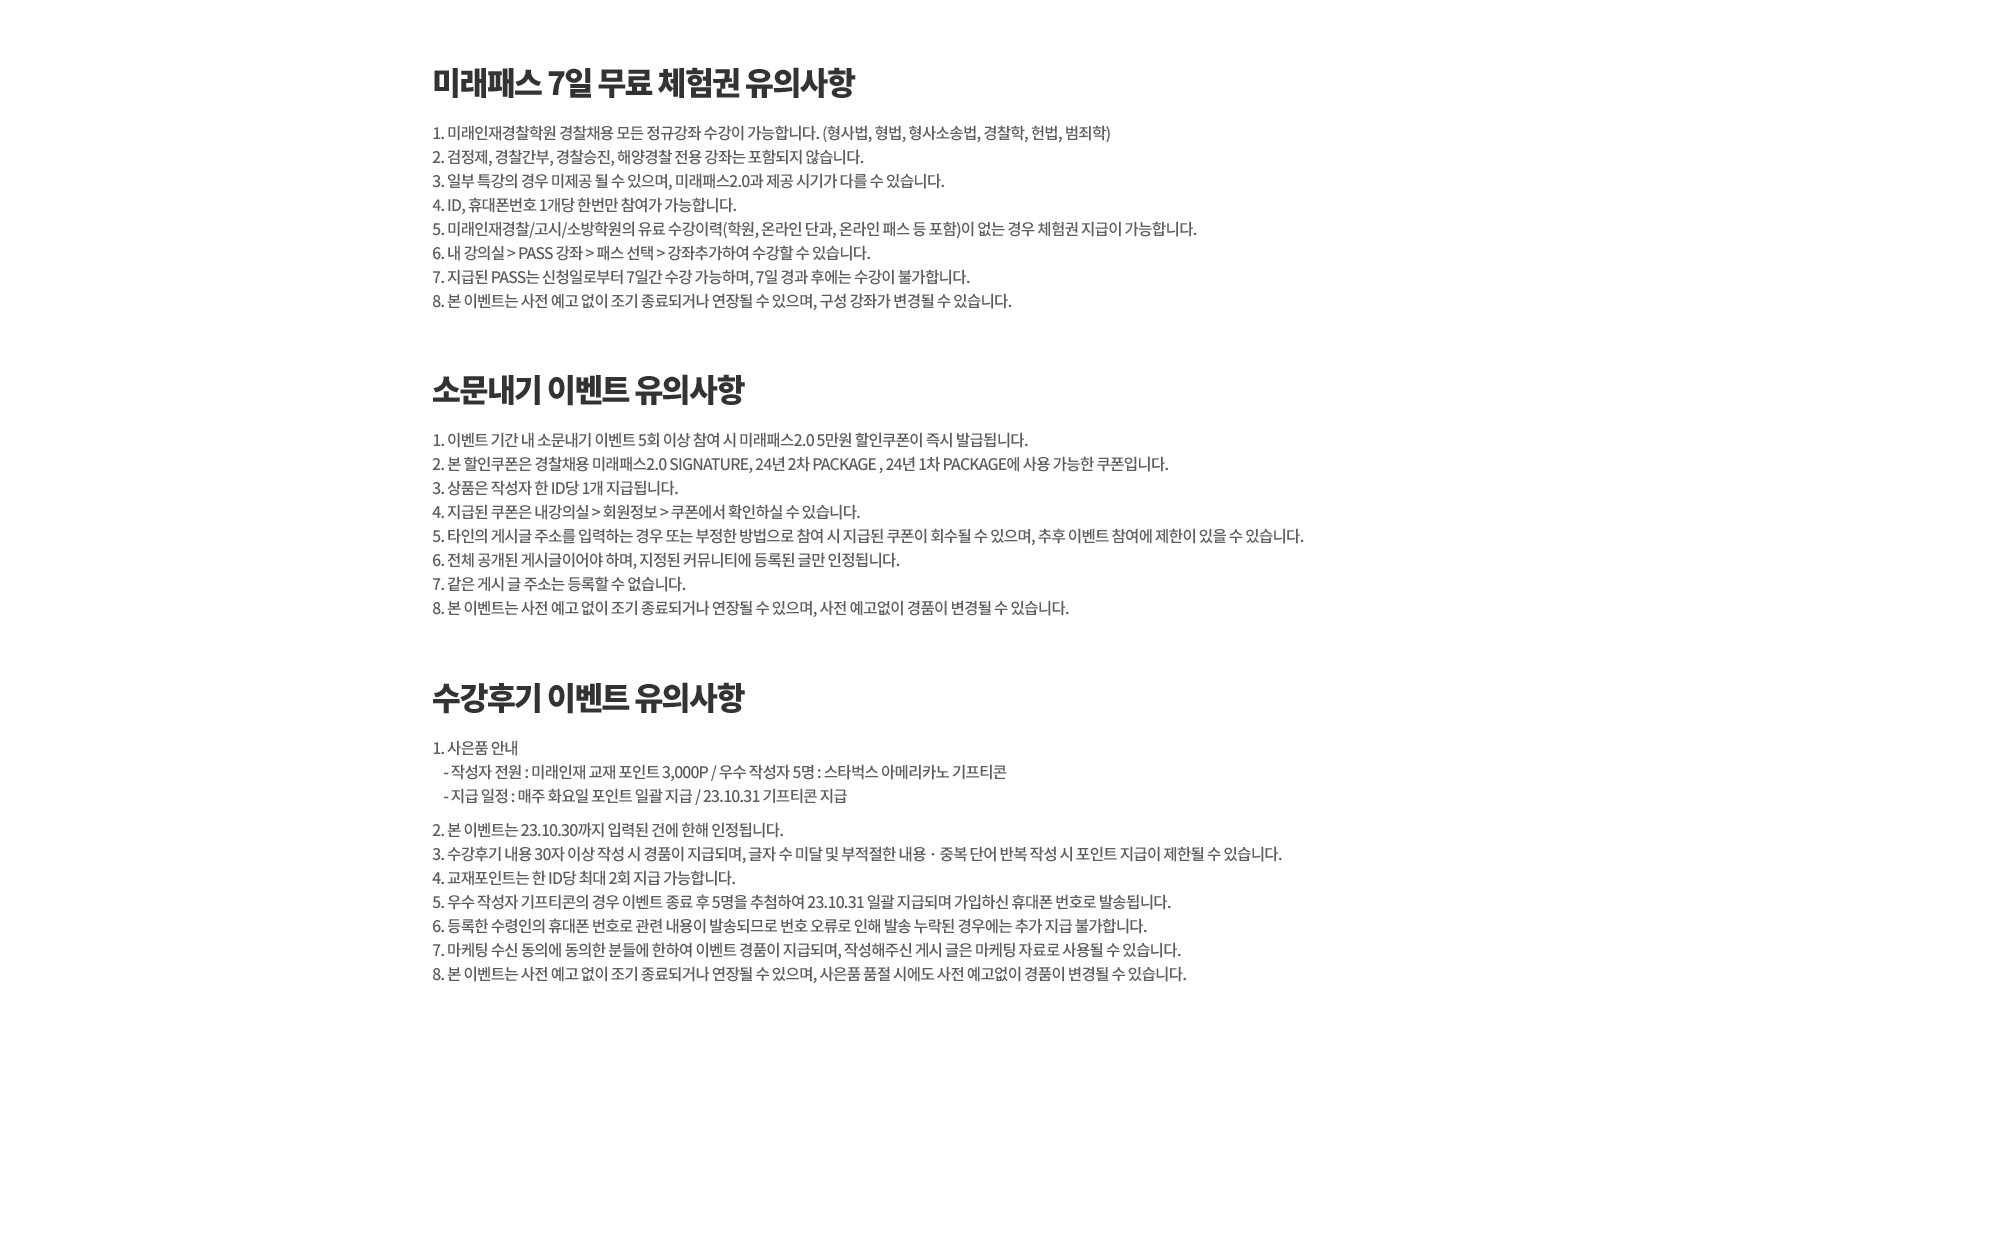 미래패스 7일 무료 체험권 유의사항
1. 미래인재경찰학원 경찰채용 모든 정규강좌 수강이 가능합니다. (형사법, 형법, 형사소송법, 경찰학, 헌법, 범죄학)
2. 검정제, 경찰간부, 경찰승진, 해양경찰 전용 강좌는 포함되지 않습니다.
3. 일부 특강의 경우 미제공 될 수 있으며, 미래패스2.0과 제공 시기가 다를 수 있습니다.
4. ID, 휴대폰번호 1개당 한번만 참여가 가능합니다.
5. 미래인재경찰/고시/소방학원의 유료 수강이력(학원, 온라인 단과, 온라인 패스 등 포함)이 없는 경우 체험권 지급이 가능합니다.
6. 내 강의실 > PASS 강좌 > 패스 선택 > 강좌추가하여 수강할 수 있습니다.
7. 지급된 PASS는 신청일로부터 7일간 수강 가능하며, 7일 경과 후에는 수강이 불가합니다.
8. 본 이벤트는 사전 예고 없이 조기 종료되거나 연장될 수 있으며, 구성 강좌가 변경될 수 있습니다.
소문내기 이벤트 유의사항
1. 이벤트 기간 내 소문내기 이벤트 5회 이상 참여 시 미래패스2.0 5만원 할인쿠폰이 즉시 발급됩니다.
2. 본 할인쿠폰은 경찰채용 미래패스2.0 SIGNATURE, 24년 2차 PACKAGE , 24년 1차 PACKAGE에 사용 가능한 쿠폰입니다.
3. 상품은 작성자 한 ID당 1개 지급됩니다.
4. 지급된 쿠폰은 내강의실 > 회원정보 > 쿠폰에서 확인하실 수 있습니다.
5. 타인의 게시글 주소를 입력하는 경우 또는 부정한 방법으로 참여 시 지급된 쿠폰이 회수될 수 있으며, 추후 이벤트 참여에 제한이 있을 수 있습니다.
6. 전체 공개된 게시글이어야 하며, 지정된 커뮤니티에 등록된 글만 인정됩니다.
7. 같은 게시 글 주소는 등록할 수 없습니다.
8. 본 이벤트는 사전 예고 없이 조기 종료되거나 연장될 수 있으며, 사전 예고없이 경품이 변경될 수 있습니다.
수강후기 이벤트 유의사항
1. 사은품 안내
- 작성자 전원 : 미래인재 교재 포인트 3,000P / 우수 작성자 5명 : 스타벅스 아메리카노 기프티콘
- 지급 일정 : 매주 화요일 포인트 일괄 지급 / 23.10.31 기프티콘 지급
2. 본 이벤트는 23.10.30까지 입력된 건에 한해 인정됩니다.
3. 수강후기 내용 30자 이상 작성 시 경품이 지급되며, 글자 수 미달 및 부적절한 내용 · 중복 단어 반복 작성 시 포인트 지급이 제한될 수 있습니다.
4. 교재포인트는 한 ID당 최대 2회 지급 가능합니다.
5. 우수 작성자 기프티콘의 경우 이벤트 종료 후 5명을 추첨하여 23.10.31 일괄 지급되며 가입하신 휴대폰 번호로 발송됩니다.
6. 등록한 수령인의 휴대폰 번호로 관련 내용이 발송되므로 번호 오류로 인해 발송 누락된 경우에는 추가 지급 불가합니다.
7. 마케팅 수신 동의에 동의한 분들에 한하여 이벤트 경품이 지급되며, 작성해주신 게시 글은 마케팅 자료로 사용될 수 있습니다.
8. 본 이벤트는 사전 예고 없이 조기 종료되거나 연장될 수 있으며, 사은품 품절 시에도 사전 예고없이 경품이 변경될 수 있습니다.